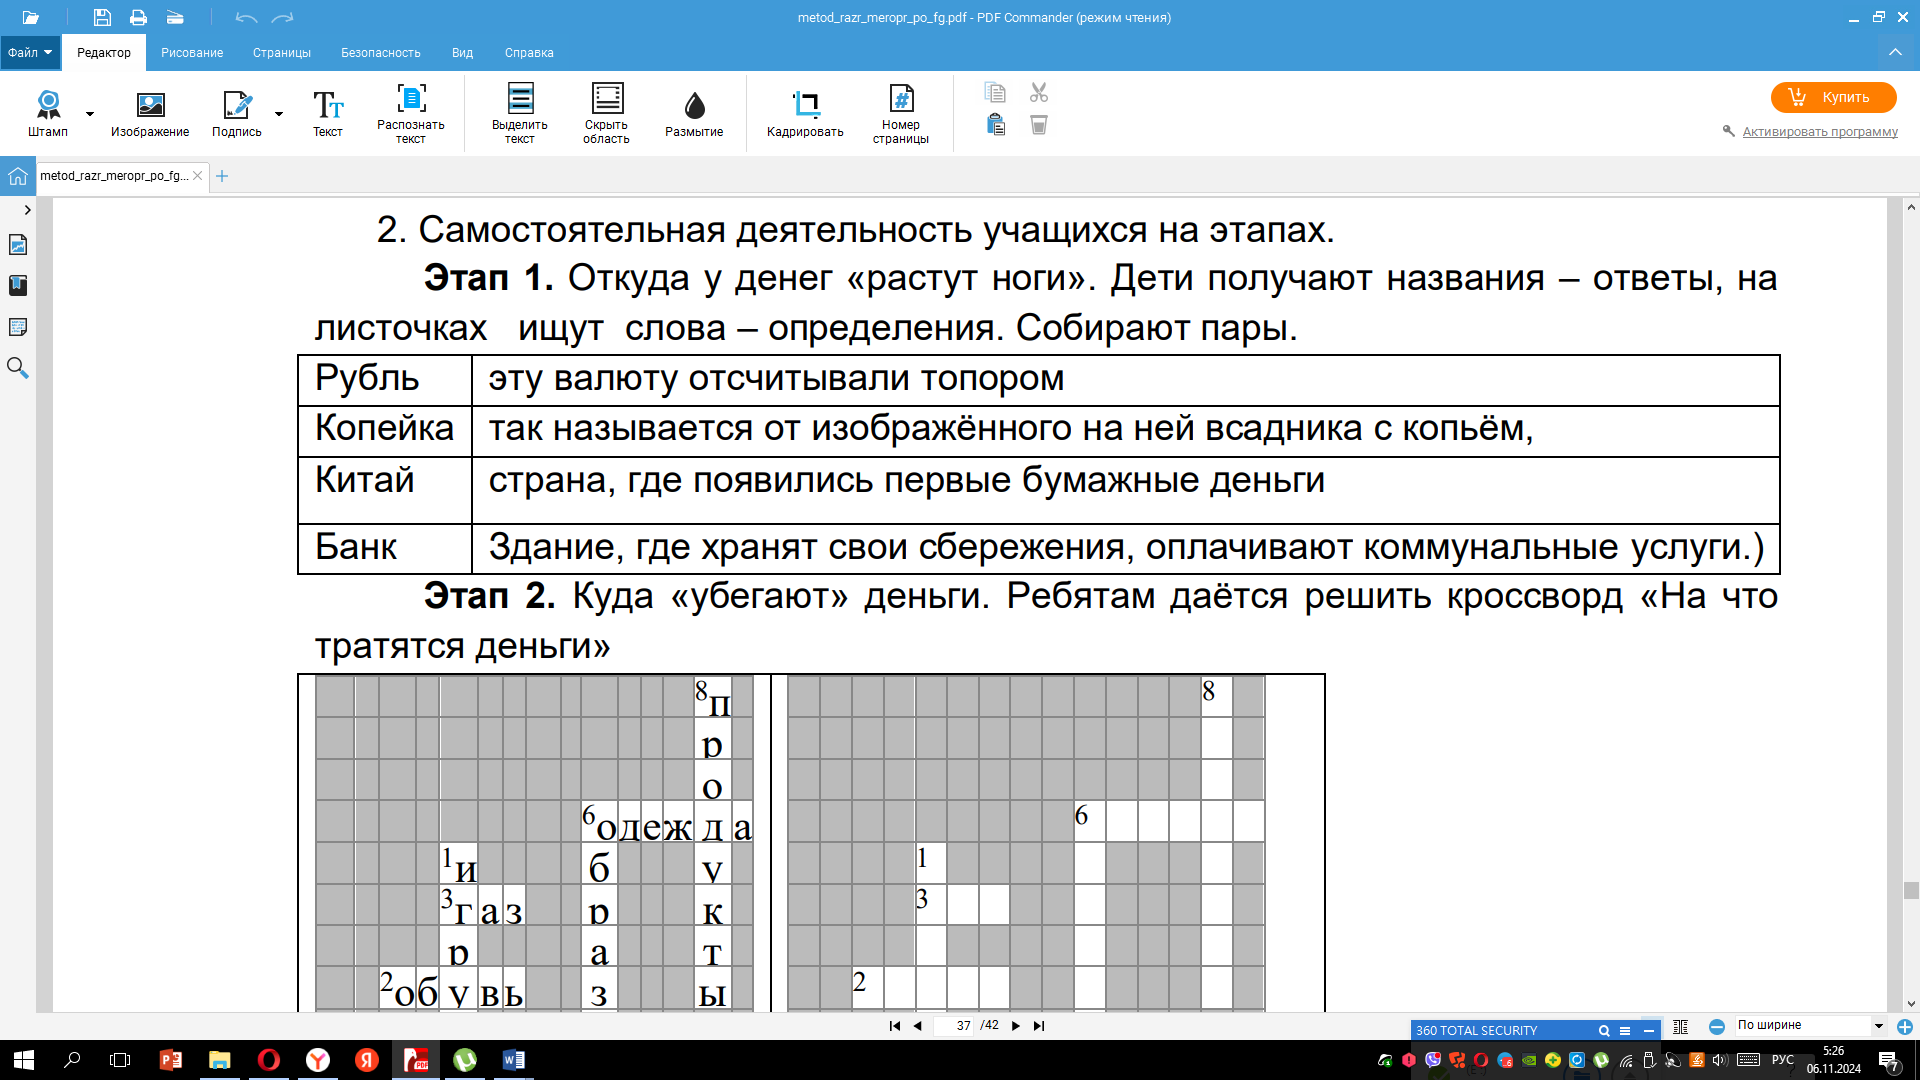 metod_razr_meropr_po_fg.pdf - PDF Commander (режим чтения)
Файл Редактор Рисование Страницы Безопасность Вид Справка
Штамп Изображение Подпись Текст Распознать текст Выделить текст Скрыть область Размытие Кадрировать Номер страницы
Купить
Активировать программу
metod_razr_meropr_po_fg...
2. Самостоятельная деятельность учащихся на этапах.
Этап 1. Откуда у денег «растут ноги». Дети получают названия – ответы, на
листочках ищут слова – определения. Собирают пары.
Рубль эту валюту отсчитывали топором
Копейка так называется от изображённого на ней всадника с копьём,
Китай страна, где появились первые бумажные деньги
Банк Здание, где хранят свои сбережения, оплачивают коммунальные услуги.)
Этап 2. Куда «убегают» деньги. Ребятам даётся решить кроссворд «На что
тратятся деньги»
8п 8
р
о
6одежда 6
1и б у 1
3газ р к 3
р а т
2обувь з ы 2
37 /42
360 TOTAL SECURITY
По ширине
РУС
5:26
06.11.2024
7